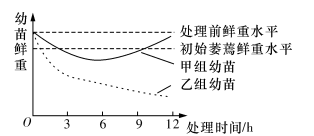 幼苗鲜重
处理前鲜重水平
初始萎蔫鲜重水平
甲组幼苗
乙组幼苗
O 3 6 9 12 处理时间/h